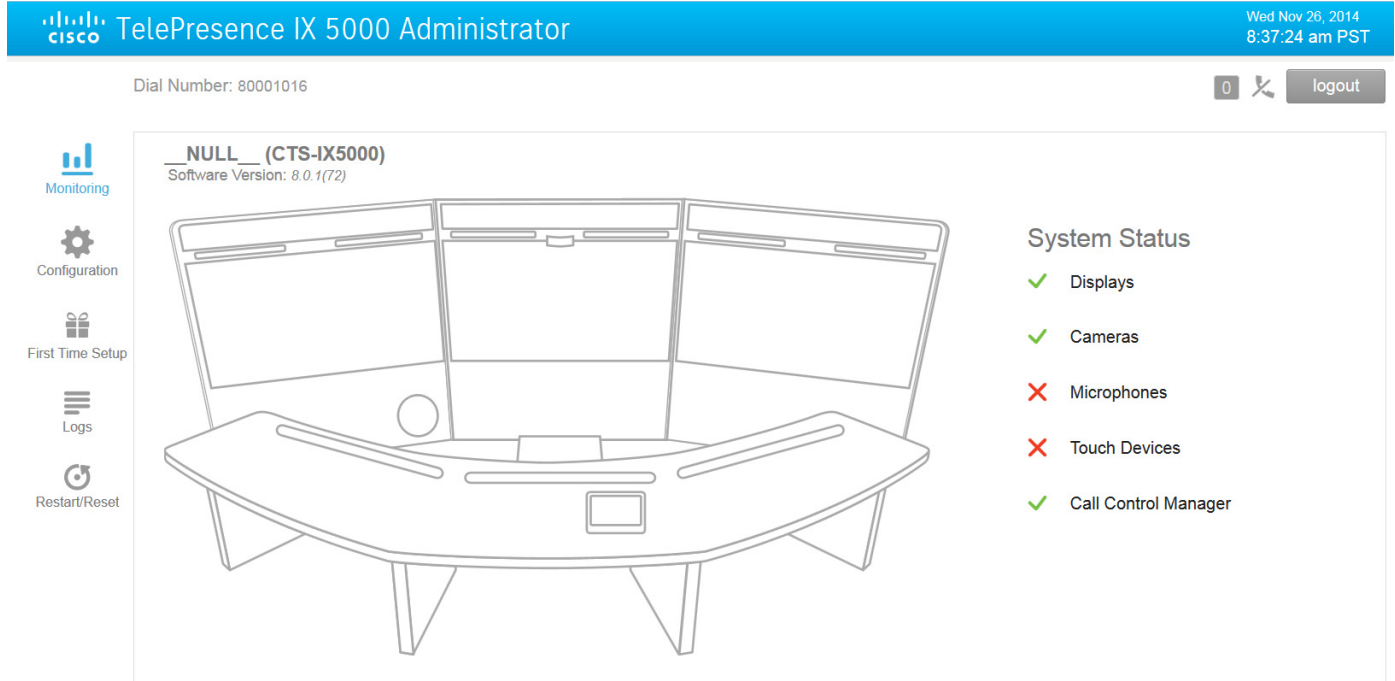 cisco TelePresence IX 5000 Administrator
Wed Nov 26, 2014
8:37:24 am PST
Dial Number: 80001016
0
logout
Monitoring
Configuration
First Time Setup
Logs
Restart/Reset
__NULL__ (CTS-IX5000)
Software Version: 8.0.1(72)
System Status
Displays
Cameras
Microphones
Touch Devices
Call Control Manager